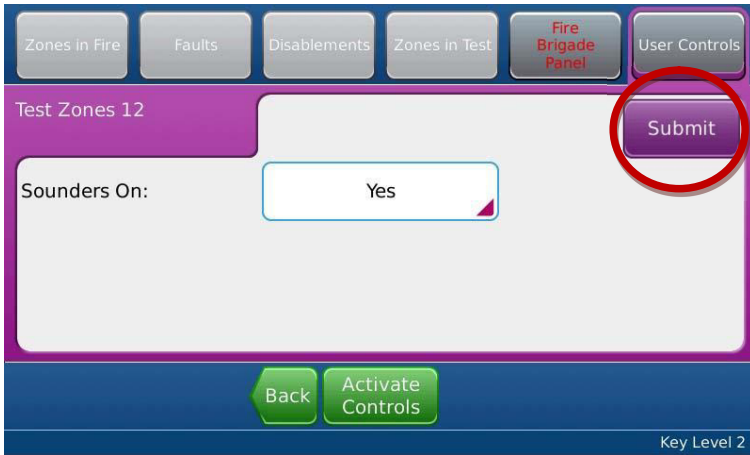 Zones in Fire
Faults
Disablements
Zones in Test
Fire
Brigade
Panel
User Controls
Test Zones 12
Submit
Sounders On:
Yes
Back
Activate
Controls
Key Level 2